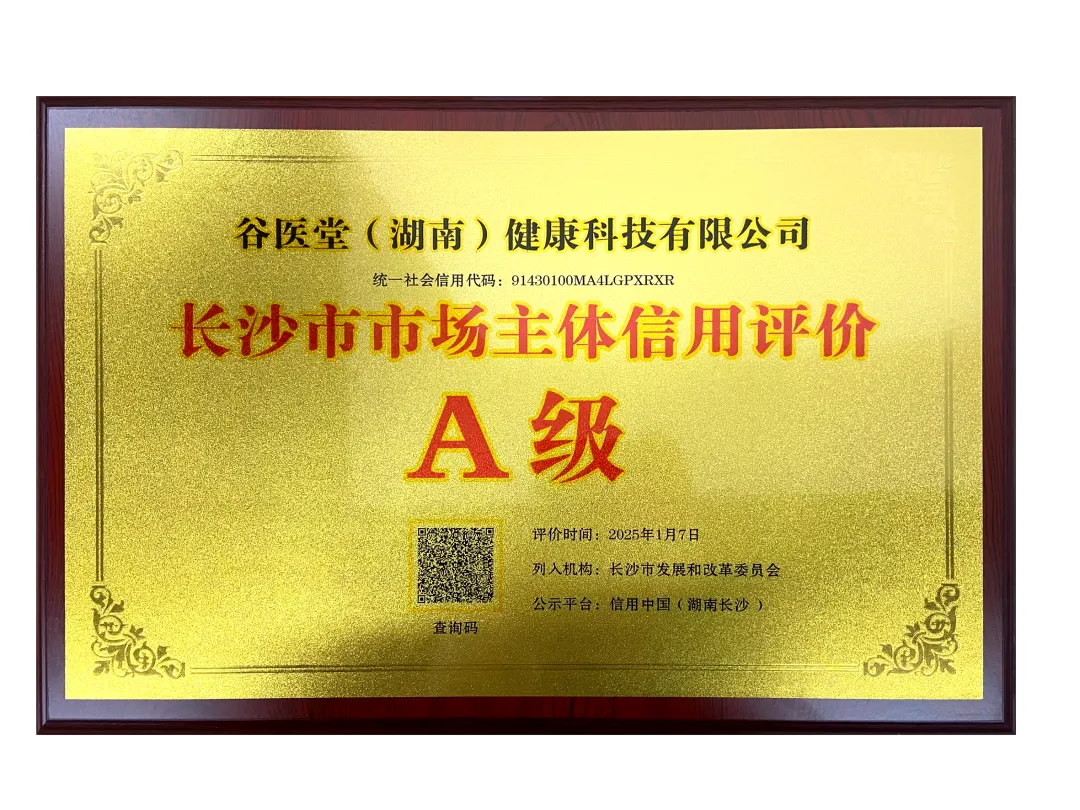 谷医堂（湖南）健康科技有限公司
统一社会信用代码：91430100MA4LGPXRXR
长沙市市场主体信用评价
A级
评价时间：2025年1月7日
列入机构：长沙市发展和改革委员会
公示平台：信用中国（湖南长沙 ）
查询码